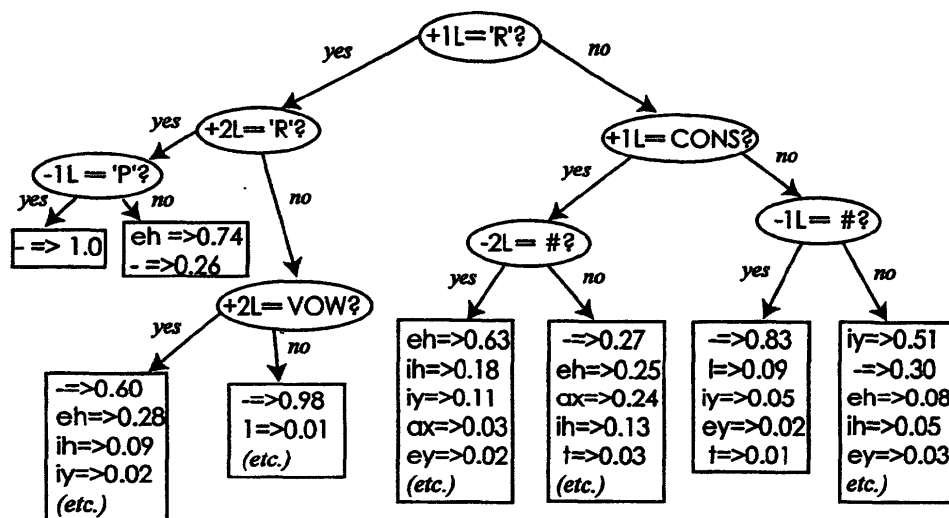 +1L=='R'?
yes
no
+2L=='R'?
+1L== CONS?
yes
no
yes
no
-1L == 'P'?
-2L== #?
-1L== #?
yes
no
yes
no
yes
no
- => 1.0
eh =>0.74
- =>0.26
+2L== VOW?
yes
no
-=>0.60
eh=>0.28
ih=>0.09
iy=>0.02
(etc.)
-=>0.98
1=>0.01
(etc.)
eh=>0.63
ih=>0.18
iy=>0.11
ax=>0.03
ey=>0.02
(etc.)
-=>0.27
eh=>0.25
ax=>0.24
ih=>0.13
t=>0.03
(etc.)
-=>0.83
l=>0.09
iy=>0.05
ey=>0.02
t=>0.01
iy=>0.51
-=>0.30
eh=>0.08
ih=>0.05
ey=>0.03
etc.)